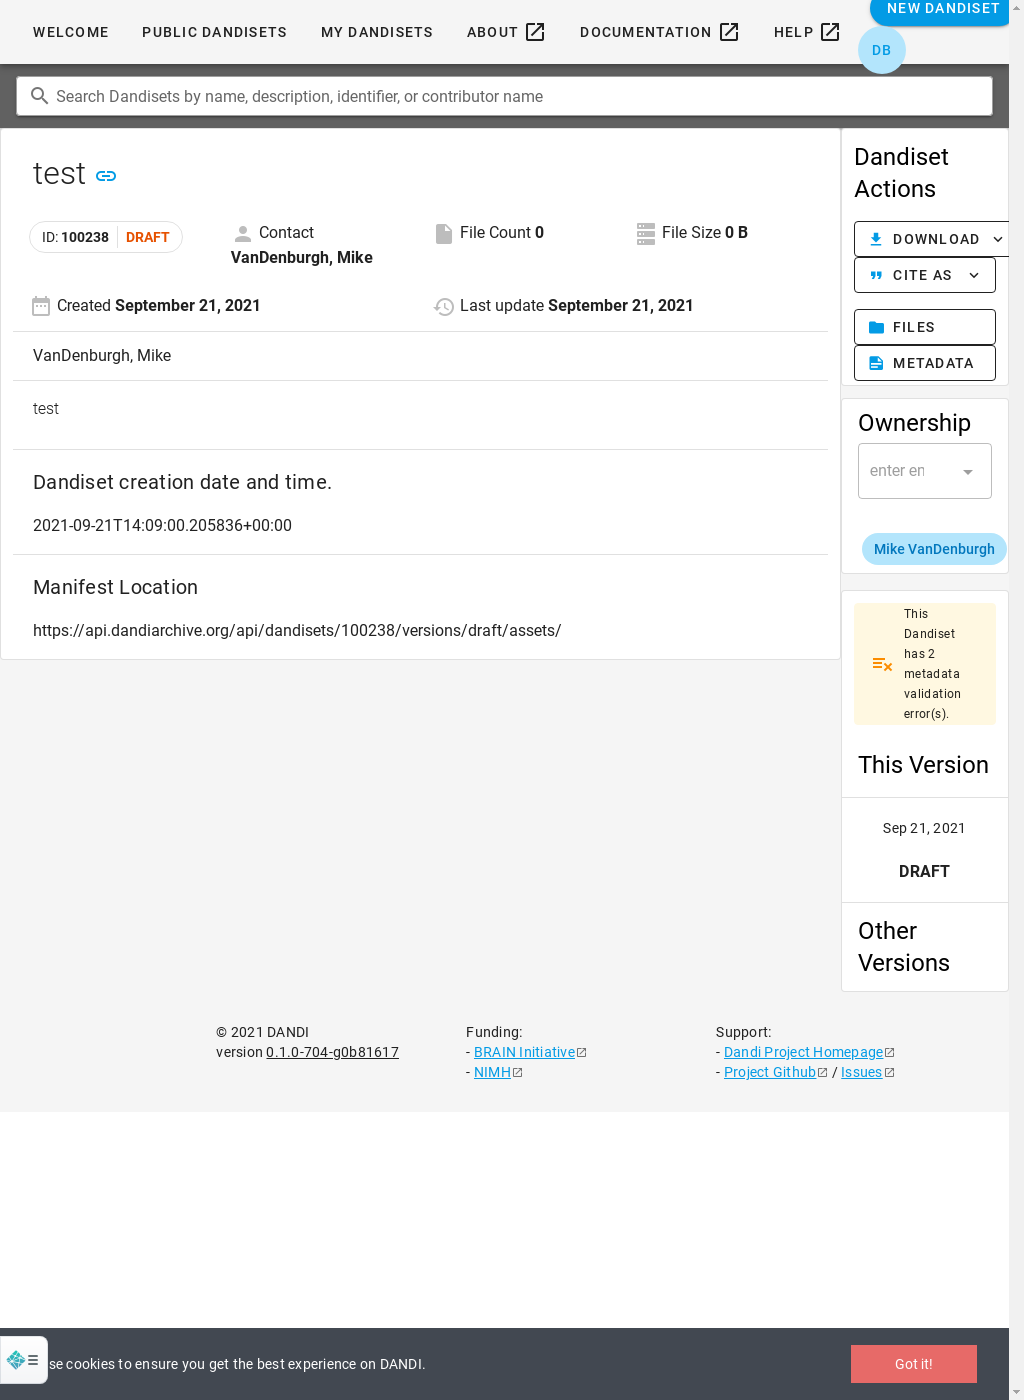 NEW DANDISET
WELCOME PUBLIC DANDISETS MY DANDISETS ABOUT DOCUMENTATION HELP
DB
Search Dandisets by name, description, identifier, or contributor name
test
ID: 100238 DRAFT
Contact
VanDenburgh, Mike
File Count 0
File Size 0 B
Created September 21, 2021
Last update September 21, 2021
VanDenburgh, Mike
test
Dandiset creation date and time.
2021-09-21T14:09:00.205836+00:00
Manifest Location
https://api.dandiarchive.org/api/dandisets/100238/versions/draft/assets/
Dandiset
Actions
DOWNLOAD
CITE AS
FILES
METADATA
Ownership
enter en
Mike VanDenburgh
This
Dandiset
has 2
metadata
validation
error(s).
This Version
Sep 21, 2021
DRAFT
Other
Versions
© 2021 DANDI
version 0.1.0-704-g0b81617
Funding:
- BRAIN Initiative
- NIMH
Support:
- Dandi Project Homepage
- Project Github / Issues
se cookies to ensure you get the best experience on DANDI.
Got it!